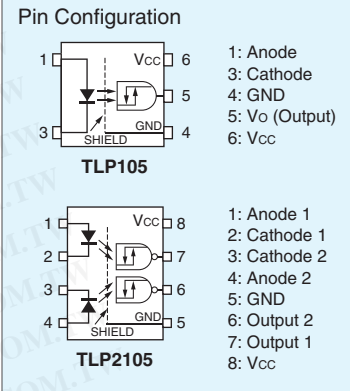 Pin Configuration
1
3
VCC
GND
SHIELD
6
5
4
TLP105
1: Anode
3: Cathode
4: GND
5: VO (Output)
6: VCC
1
2
3
4
VCC
GND
SHIELD
8
7
6
5
TLP2105
1: Anode 1
2: Cathode 1
3: Cathode 2
4: Anode 2
5: GND
6: Output 2
7: Output 1
8: VCC